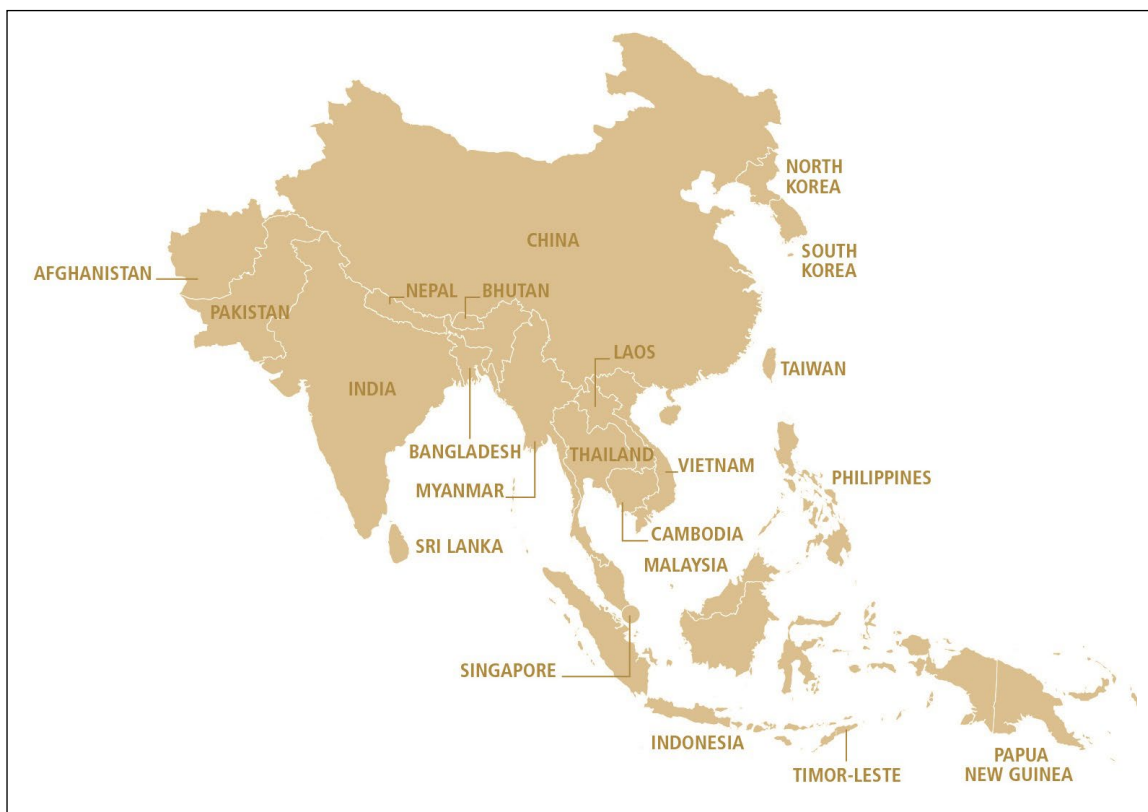 NORTH
KOREA
CHINA
SOUTH
KOREA
AFGHANISTAN
NEPAL
BHUTAN
PAKISTAN
LAOS
TAIWAN
INDIA
BANGLADESH
THAILAND
VIETNAM
PHILIPPINES
MYANMAR
CAMBODIA
SRI LANKA
MALAYSIA
SINGAPORE
INDONESIA
PAPUA
NEW GUINEA
TIMOR-LESTE